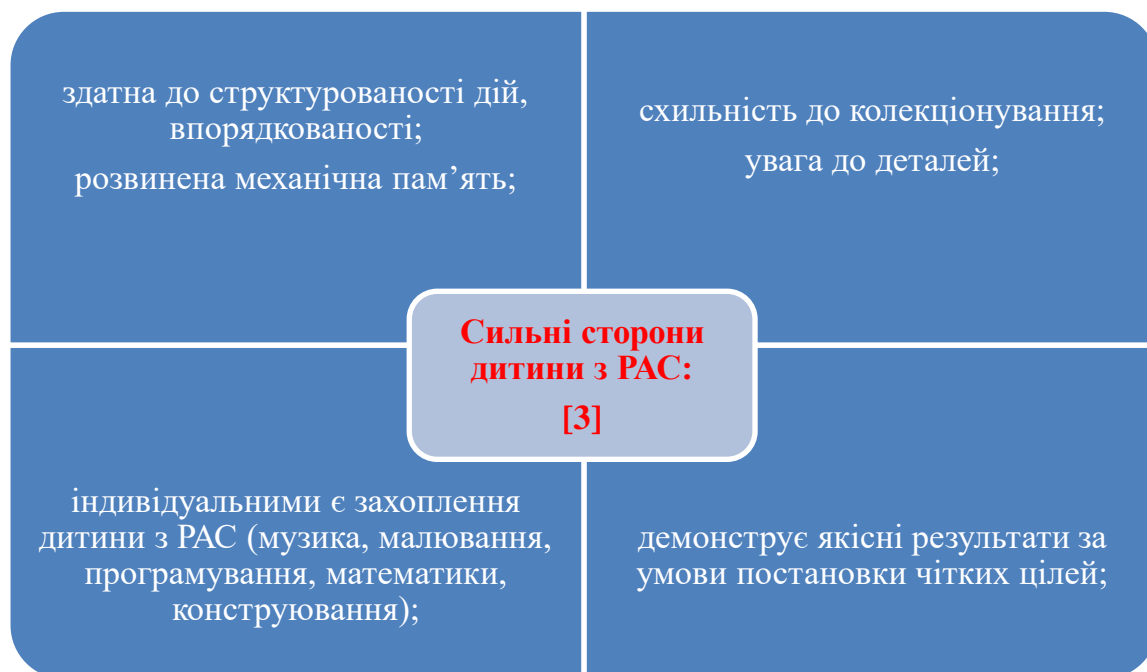 здатна до структурованості дій,
впорядкованості;
розвинена механічна пам’ять;
схильність до колекціонування;
увага до деталей;
Сильні сторони
дитини з РАС:
[3]
індивідуальними є захоплення
дитини з РАС (музика, малювання,
програмування, математики,
конструювання);
демонструє якісні результати за
умови постановки чітких цілей;